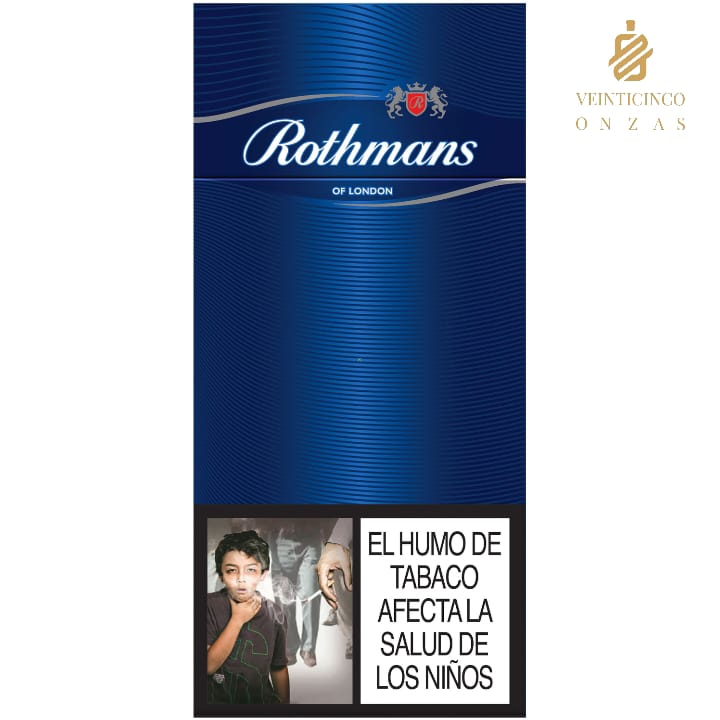 VEINTICINCO
ONZAS
R
Rothmans
OF LONDON
EL HUMO DE
TABACO
AFECTA LA
SALUD DE
LOS NIÑOS